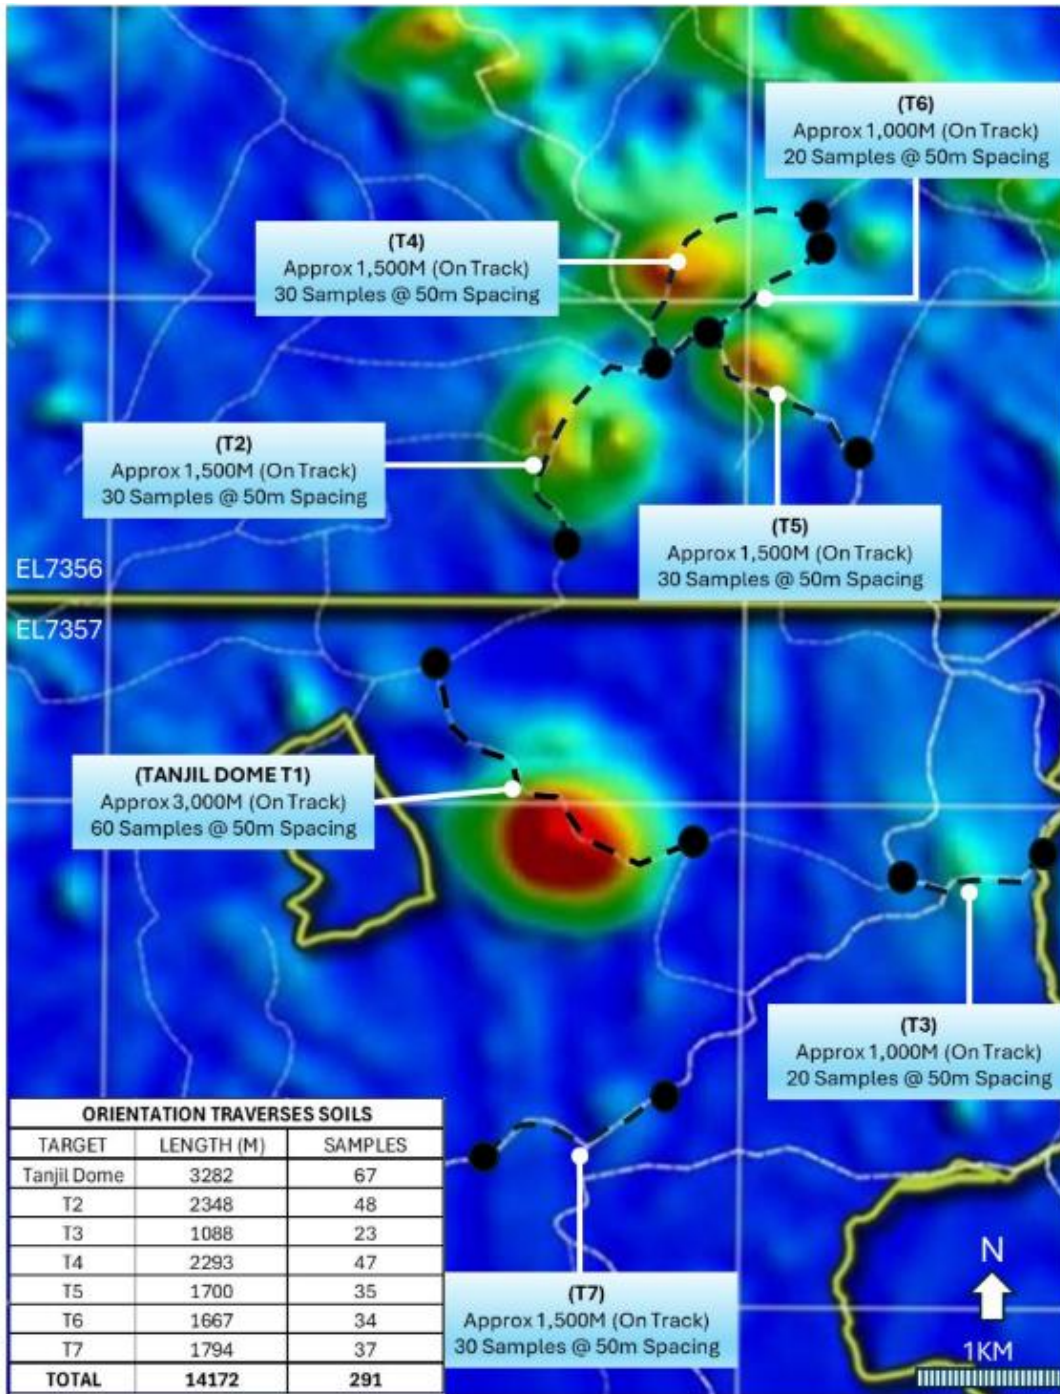 (T6)
Approx 1,000M (On Track)
20 Samples @ 50m Spacing
(T4)
Approx 1,500M (On Track)
30 Samples @ 50m Spacing
(T2)
Approx 1,500M (On Track)
30 Samples @ 50m Spacing
(T5)
Approx 1,500M (On Track)
30 Samples @ 50m Spacing
EL7356
EL7357
(TANJIL DOME T1)
Approx 3,000M (On Track)
60 Samples @ 50m Spacing
(T3)
Approx 1,000M (On Track)
20 Samples @ 50m Spacing
ORIENTATION TRAVERSES SOILS
TARGET LENGTH (M) SAMPLES
Tanjil Dome 3282 67
T2 2348 48
T3 1088 23
T4 2293 47
T5 1700 35
T6 1667 34
T7 1794 37
TOTAL 14172 291
(T7)
Approx 1,500M (On Track)
30 Samples @ 50m Spacing
N
1KM